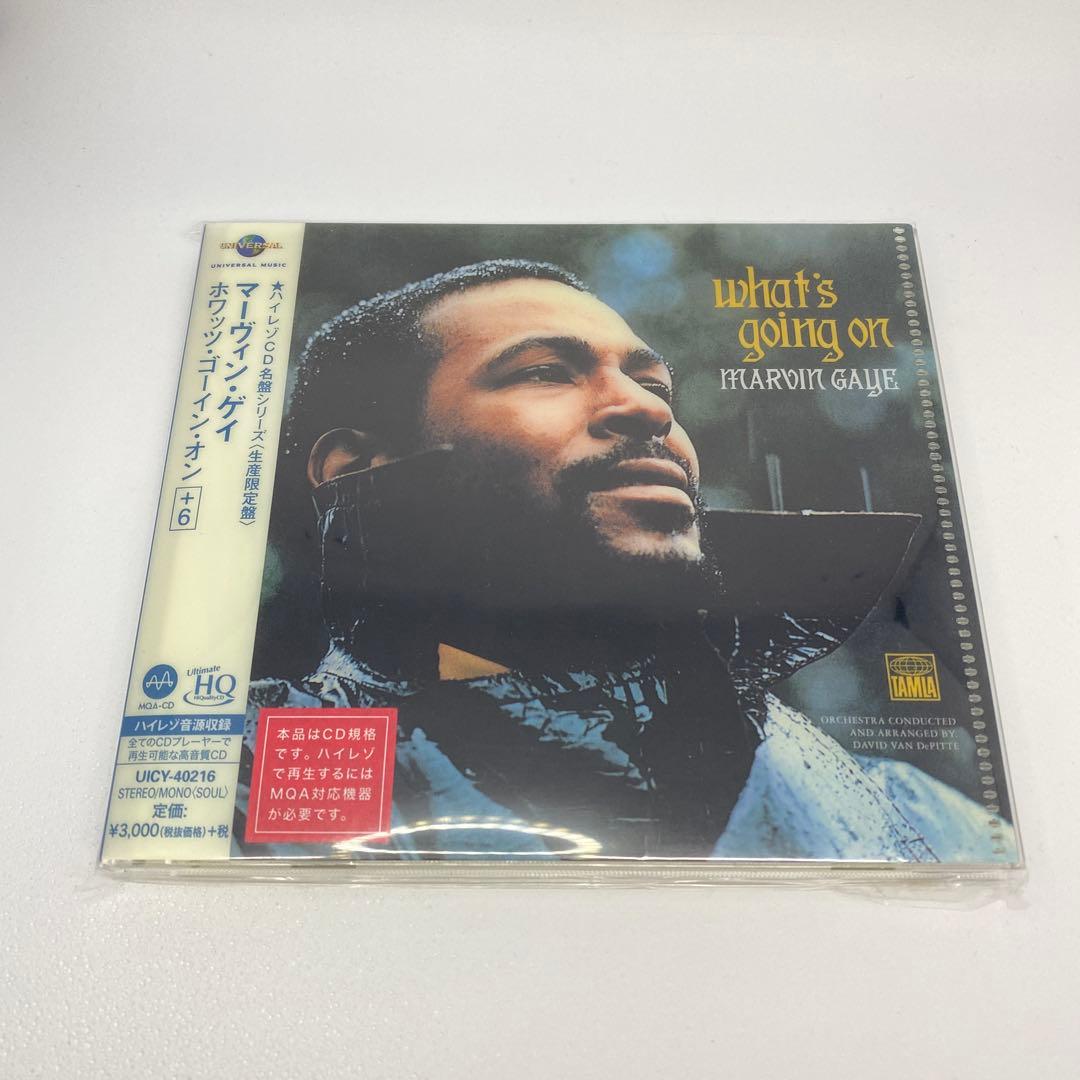 UNIVERSAL
UNIVERSAL MUSIC
★ハイレゾCD名盤シリーズ〈生産限定盤〉
マーヴィン・ゲイ
ホワッツ・ゴーイン・オン +6
MQA-CD
Ultimate
HQ
HiQualityCD
ハイレゾ音源収録
全てのCDプレーヤーで
再生可能な高音質CD
UICY-40216
STEREO/MONO〈SOUL〉
定価:
¥3,000(税抜価格)+税
本品はCD規格
です。ハイレゾ
で再生するには
MQA対応機器
が必要です。
what's
going on
MARVIN GAYE
TAMLA
ORCHESTRA CONDUCTED
AND ARRANGED BY
DAVID VAN DePITTE